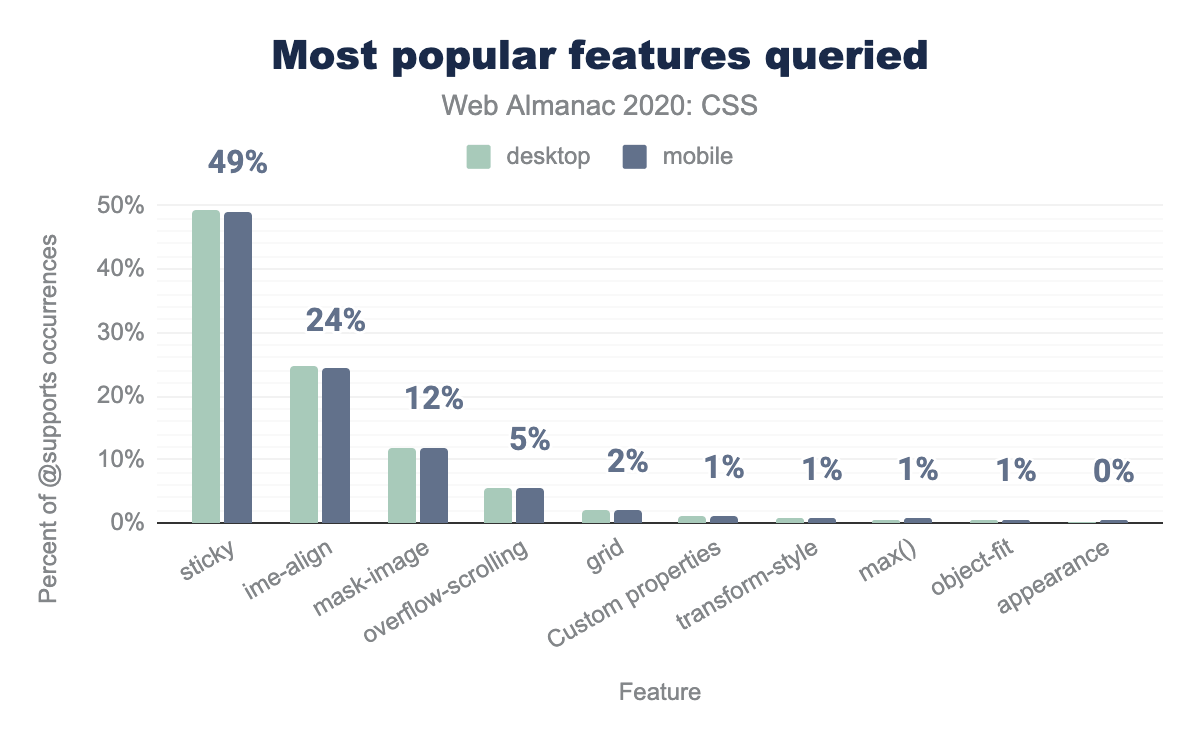 Most popular features queried
Web Almanac 2020: CSS
desktop mobile
49%
24%
12%
5%
2%
1%
1%
1%
1%
0%
50%
40%
30%
20%
10%
0%
Percent of @supports occurrences
sticky
ime-align
mask-image
overflow-scrolling
grid
Custom properties
transform-style
max()
object-fit
appearance
Feature